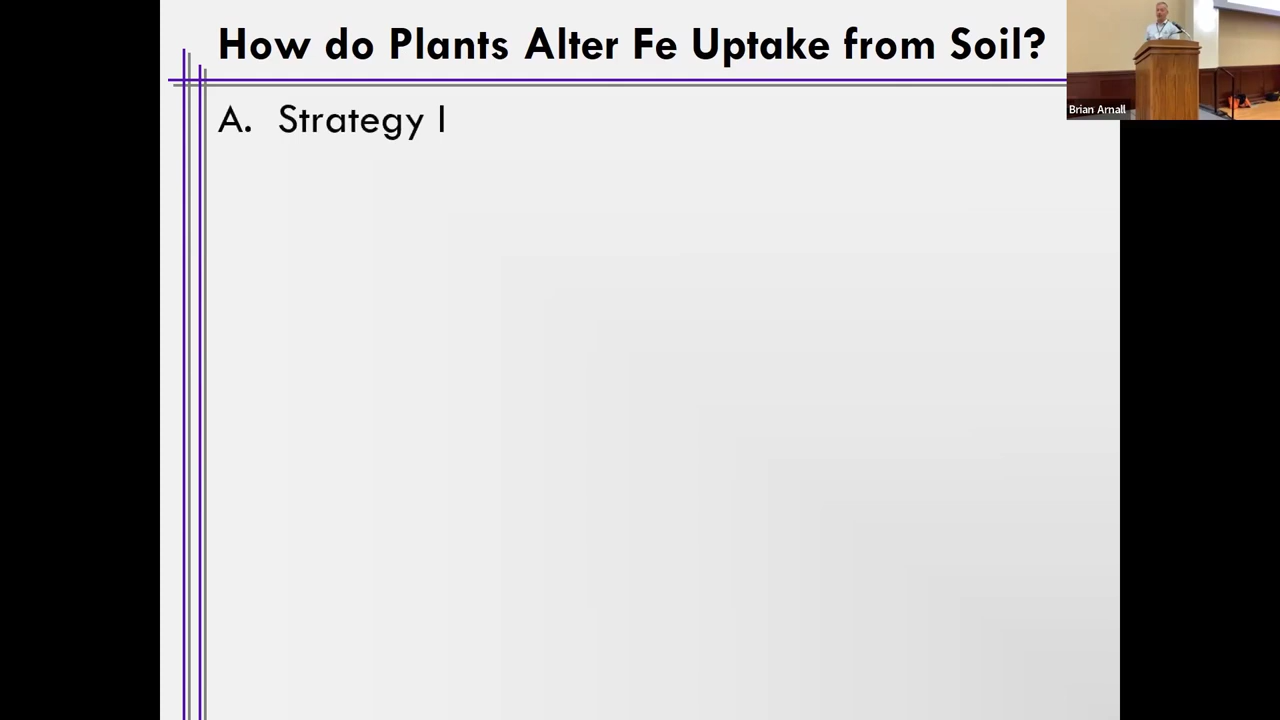 How do Plants Alter Fe Uptake from Soil?
A. Strategy I
Brian Arnall